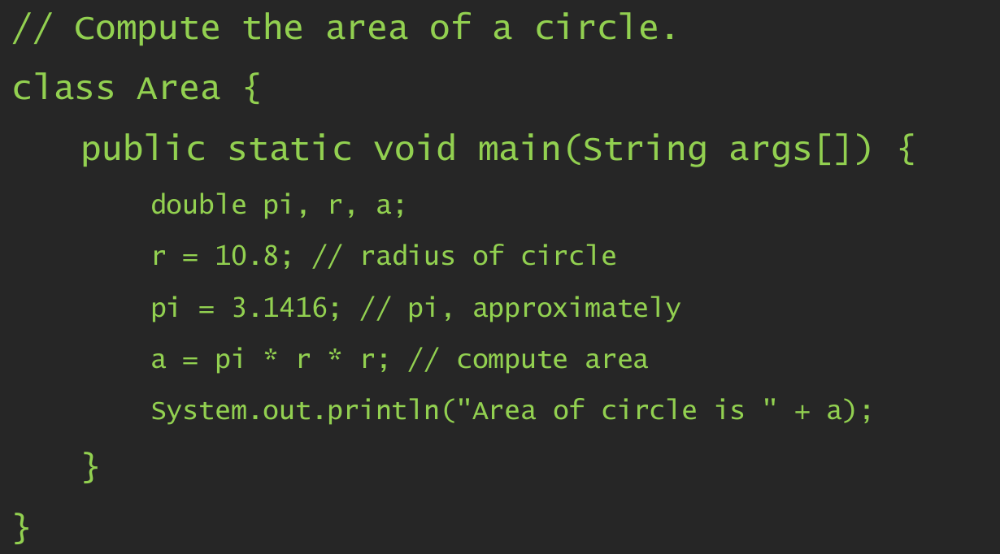 // Compute the area of a circle.
class Area {
    public static void main(String args[]) {
        double pi, r, a;
        r = 10.8; // radius of circle
        pi = 3.1416; // pi, approximately
        a = pi * r * r; // compute area
        System.out.println("Area of circle is " + a);
    }
}